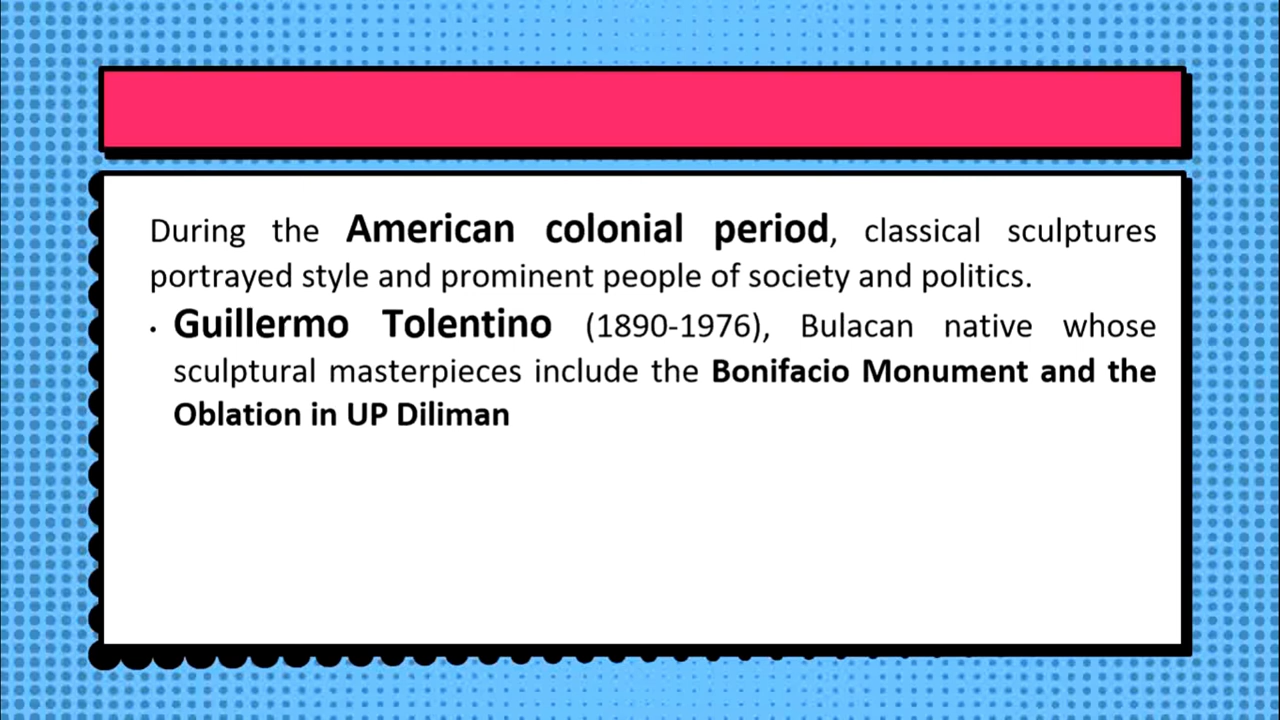 During the American colonial period, classical sculptures
portrayed style and prominent people of society and politics.
• Guillermo Tolentino (1890-1976), Bulacan native whose
sculptural masterpieces include the Bonifacio Monument and the
Oblation in UP Diliman